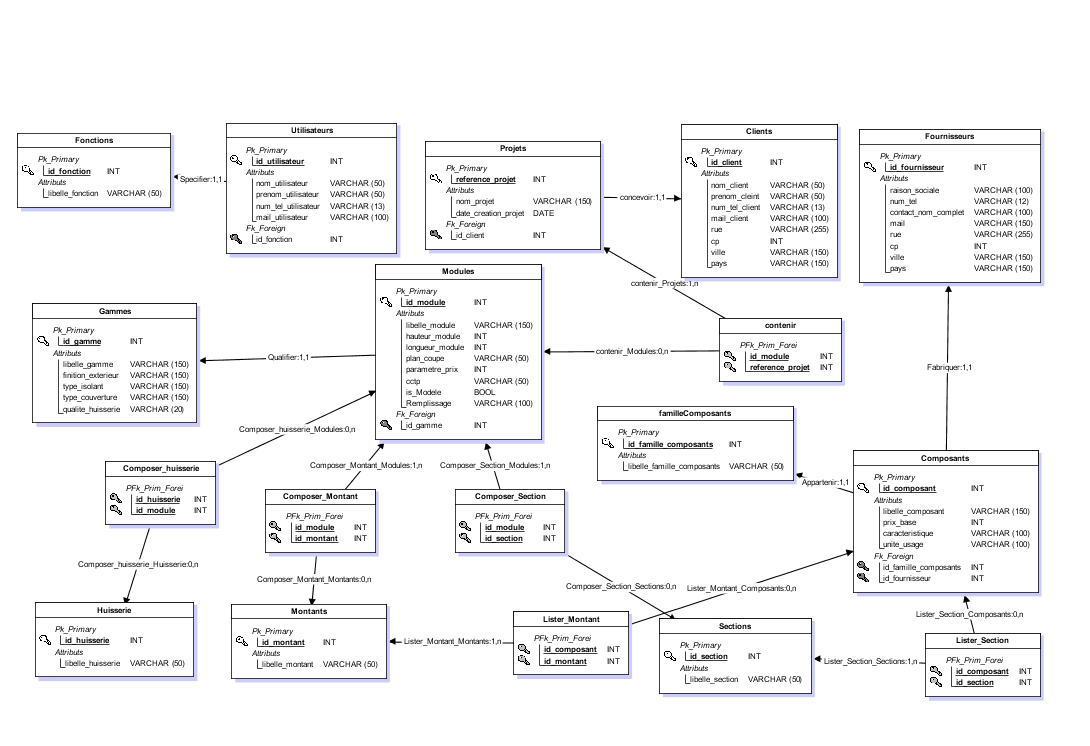 Fonctions
Pk_Primary
id_fonction INT
Attributs
libelle_fonction VARCHAR (50)
Specifier:1,1
Utilisateurs
Pk_Primary
id_utilisateur INT
Attributs
nom_utilisateur VARCHAR (50)
prenom_utilisateur VARCHAR (50)
num_tel_utilisateur VARCHAR (13)
mail_utilisateur VARCHAR (100)
Fk_Foreign
id_fonction INT
Projets
Pk_Primary
reference_projet INT
Attributs
nom_projet VARCHAR (150)
date_creation_projet DATE
Fk_Foreign
id_client INT
concevoir:1,1
Clients
Pk_Primary
id_client INT
Attributs
nom_client VARCHAR (50)
prenom_cleint VARCHAR (50)
num_tel_client VARCHAR (13)
mail_client VARCHAR (100)
rue VARCHAR (255)
cp INT
ville VARCHAR (150)
pays VARCHAR (150)
Fournisseurs
Pk_Primary
id_fournisseur INT
Attributs
raison_sociale VARCHAR (100)
num_tel VARCHAR (12)
contact_nom_complet VARCHAR (100)
mail VARCHAR (150)
rue VARCHAR (255)
cp INT
ville VARCHAR (150)
pays VARCHAR (150)
contenir_Projets:1,n
Gammes
Pk_Primary
id_gamme INT
Attributs
libelle_gamme VARCHAR (150)
finition_exterieur VARCHAR (150)
type_isolant VARCHAR (150)
type_couverture VARCHAR (150)
qualite_huisserie VARCHAR (20)
Qualifier:1,1
Modules
Pk_Primary
id_module INT
Attributs
libelle_module VARCHAR (150)
hauteur_module INT
longueur_module INT
plan_coupe VARCHAR (50)
parametre_prix INT
cctp VARCHAR (50)
is_Modele BOOL
Remplissage VARCHAR (100)
Fk_Foreign
id_gamme INT
contenir_Modules:0,n
contenir
PFk_Prim_Forei
id_module INT
reference_projet INT
Fabriquer:1,1
familleComposants
Pk_Primary
id_famille_composants INT
Attributs
libelle_famille_composants VARCHAR (50)
Appartenir:1,1
Composants
Pk_Primary
id_composant INT
Attributs
libelle_composant VARCHAR (150)
prix_base INT
caracteristique VARCHAR (100)
unite_usage VARCHAR (100)
Fk_Foreign
id_famille_composants INT
id_fournisseur INT
Composer_huisserie_Modules:0,n
Composer_Montant_Modules:1,n
Composer_Section_Modules:1,n
Composer_huisserie
PFk_Prim_Forei
id_huisserie INT
id_module INT
Composer_Montant
PFk_Prim_Forei
id_module INT
id_montant INT
Composer_Section
PFk_Prim_Forei
id_module INT
id_section INT
Composer_huisserie_Huisserie:0,n
Composer_Montant_Montants:0,n
Composer_Section_Sections:0,n
Lister_Montant_Composants:0,n
Lister_Section_Composants:0,n
Huisserie
Pk_Primary
id_huisserie INT
Attributs
libelle_huisserie VARCHAR (50)
Montants
Pk_Primary
id_montant INT
Attributs
libelle_montant VARCHAR (50)
Lister_Montant_Montants:1,n
Lister_Montant
PFk_Prim_Forei
id_composant INT
id_montant INT
Sections
Pk_Primary
id_section INT
Attributs
libelle_section VARCHAR (50)
Lister_Section_Sections:1,n
Lister_Section
PFk_Prim_Forei
id_composant INT
id_section INT